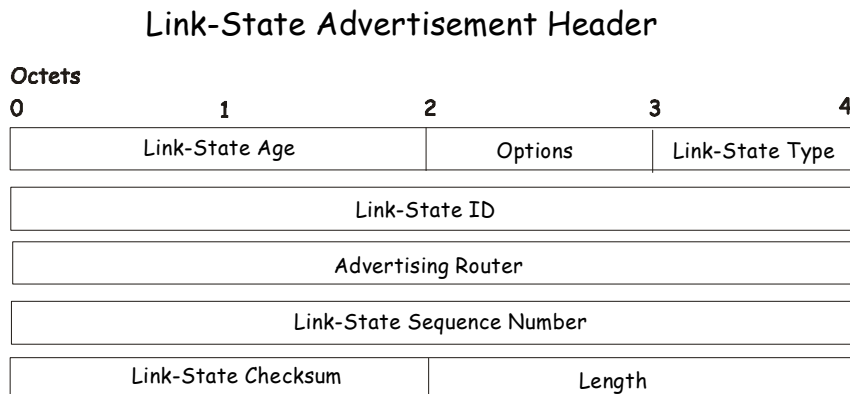 Link-State Advertisement Header
Octets
0 1 2 3 4
Link-State Age Options Link-State Type
Link-State ID
Advertising Router
Link-State Sequence Number
Link-State Checksum Length